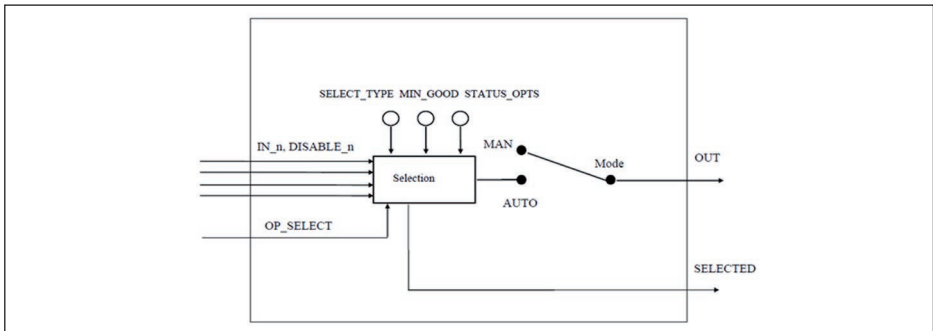 SELECT_TYPE MIN_GOOD STATUS_OPTS
IN_n, DISABLE_n
MAN
Mode
OUT
Selection
AUTO
OP_SELECT
SELECTED